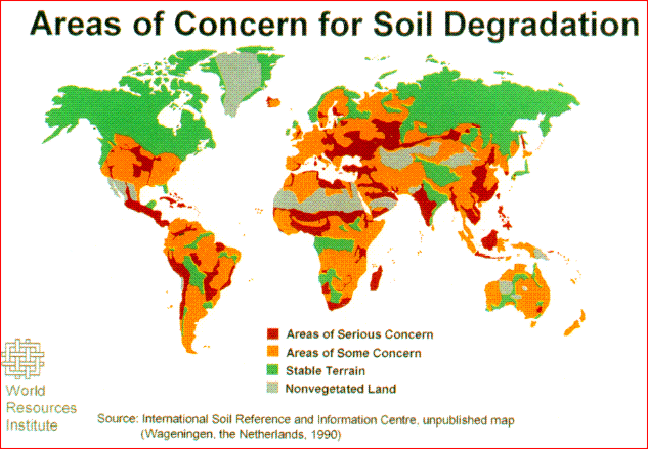 Areas of Concern for Soil Degradation
Areas of Serious Concern
Areas of Some Concern
Stable Terrain
Nonvegetated Land
World
Resources
Institute
Source: International Soil Reference and Information Centre, unpublished map
(Wageningen, the Netherlands, 1990)